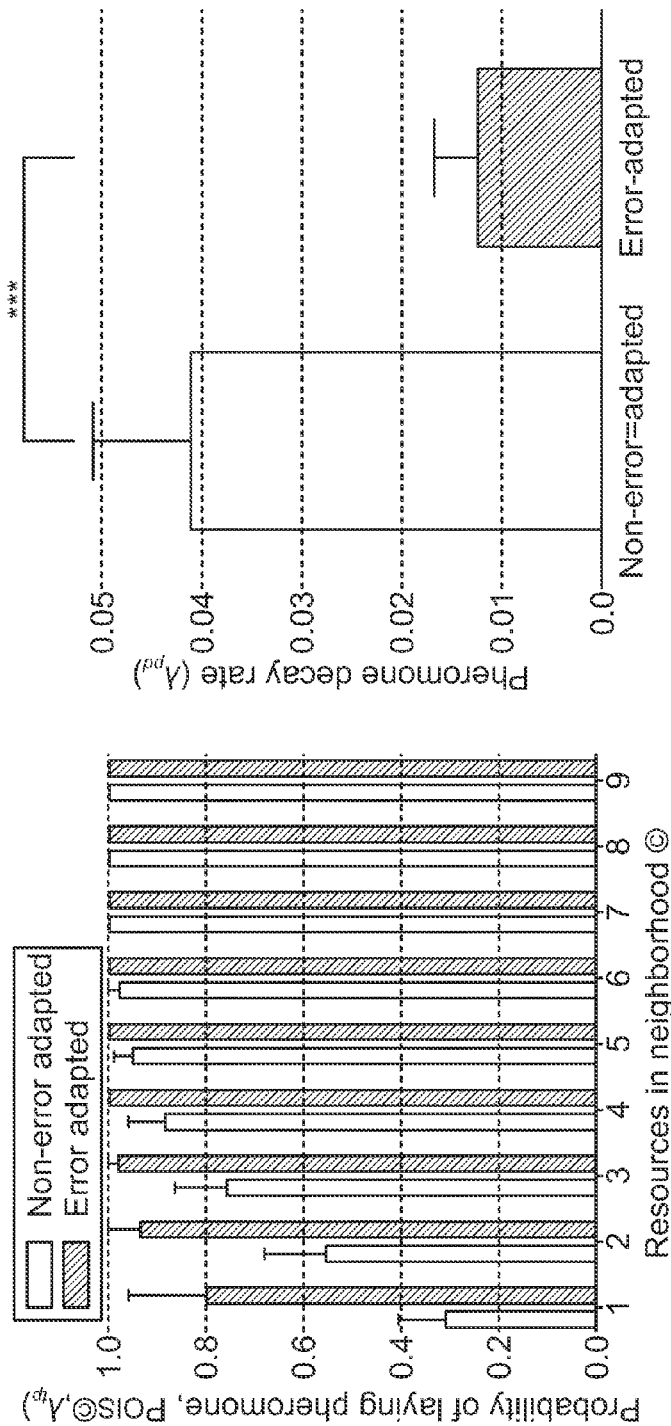 Non-error adapted
Error adapted
Probability of laying pheromone, POIS©,λφ)
1.0
0.8
0.6
0.4
0.2
0.0
1 2 3 4 5 6 7 8 9
Resources in neighborhood ©
***
Pheromone decay rate (λpd)
0.05
0.04
0.03
0.02
0.01
0.0
Non-error=adapted
Error-adapted